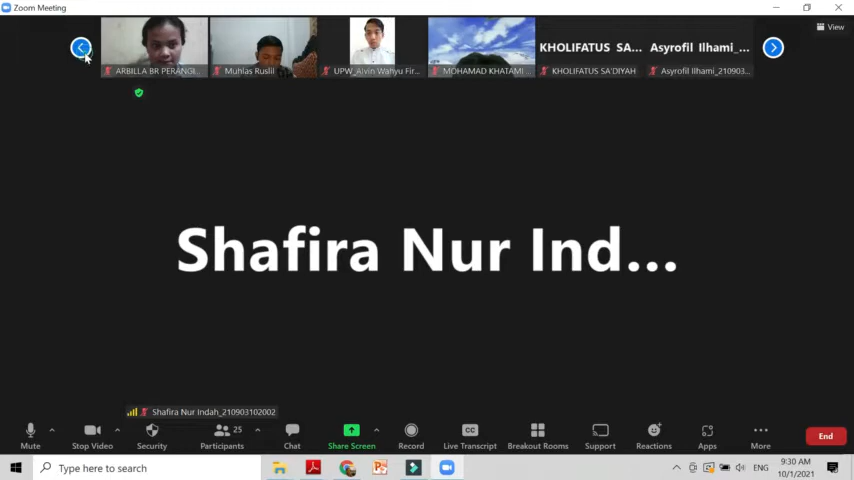 Zoom Meeting
View
ARBILLA BR PERANGI...
Muhlas Ruslil
UPW_Alvin Wahyu Fir...
MOHAMAD KHATAMI ...
KHOLIFATUS SA...
KHOLIFATUS SA'DIYAH
Asyrofil Ilhami_...
Asyrofil Ilhami_210903...
Shafira Nur Ind...
Shafira Nur Indah_210903102002
Mute
Stop Video
Security
Participants
25
Chat
Share Screen
Record
CC
Live Transcript
Breakout Rooms
Support
Reactions
Apps
More
End
Type here to search
ENG
9:30 AM
10/1/2021